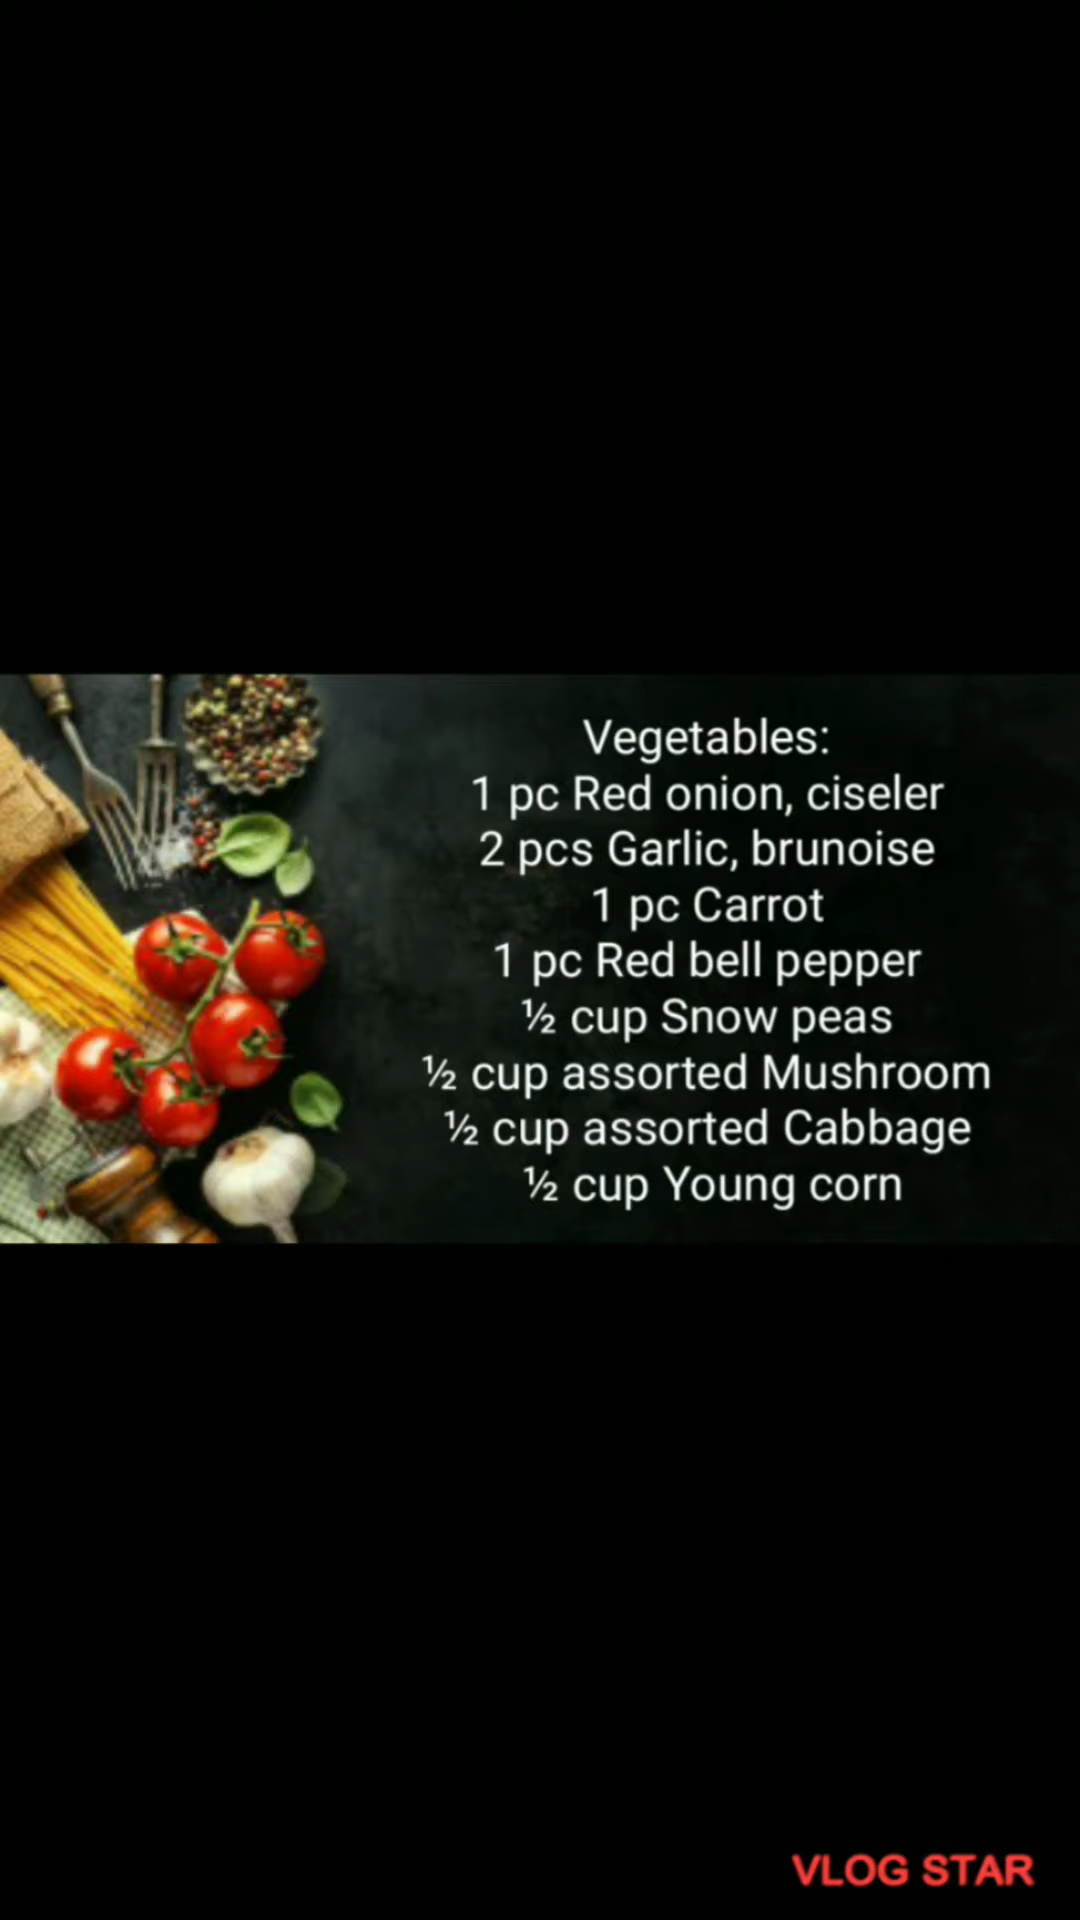 Vegetables:
1 pc Red onion, ciseler
2 pcs Garlic, brunoise
1 pc Carrot
1 pc Red bell pepper
½ cup Snow peas
½ cup assorted Mushroom
½ cup assorted Cabbage
½ cup Young corn
VLOG STAR